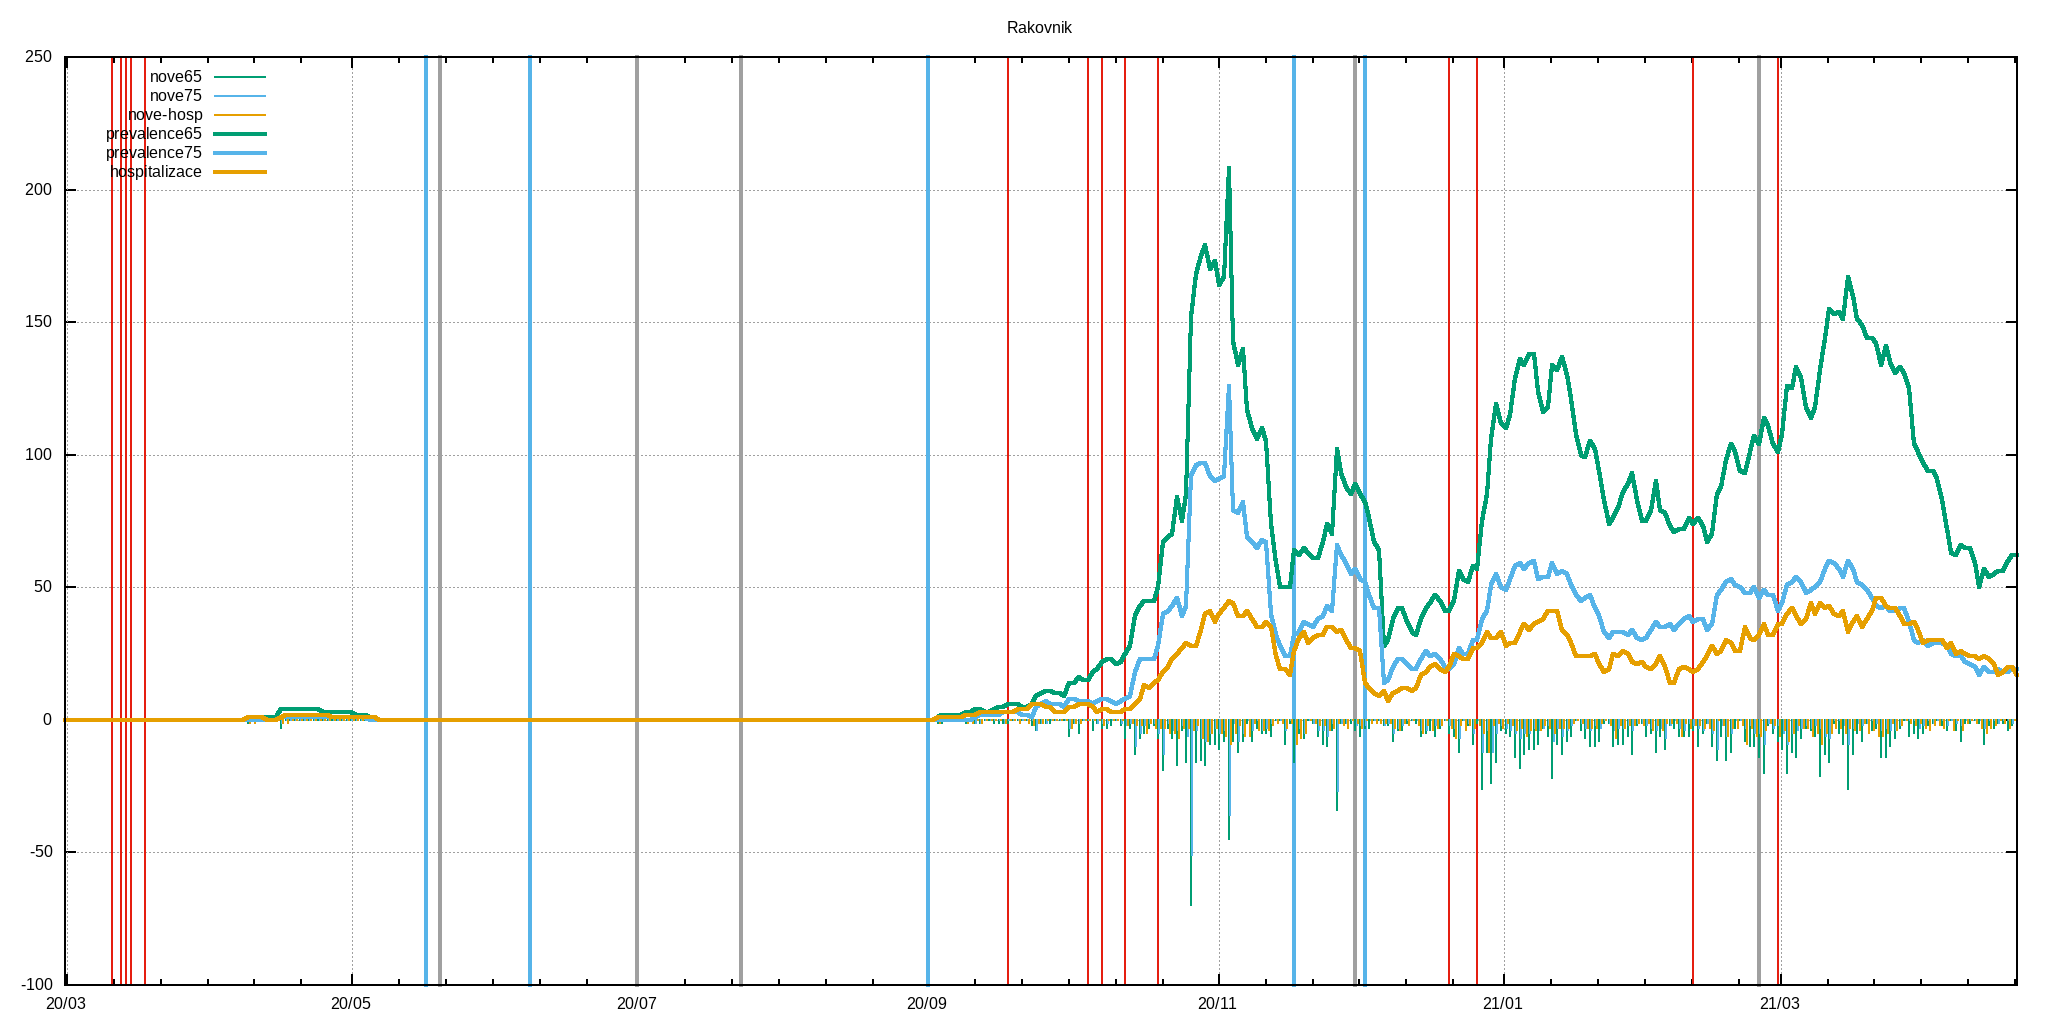 Rakovnik
250
200
150
100
50
0
-50
-100
nove65
nove75
nove-hosp
prevalence65
prevalence75
hospitalizace
20/03 20/05 20/07 20/09 20/11 21/01 21/03